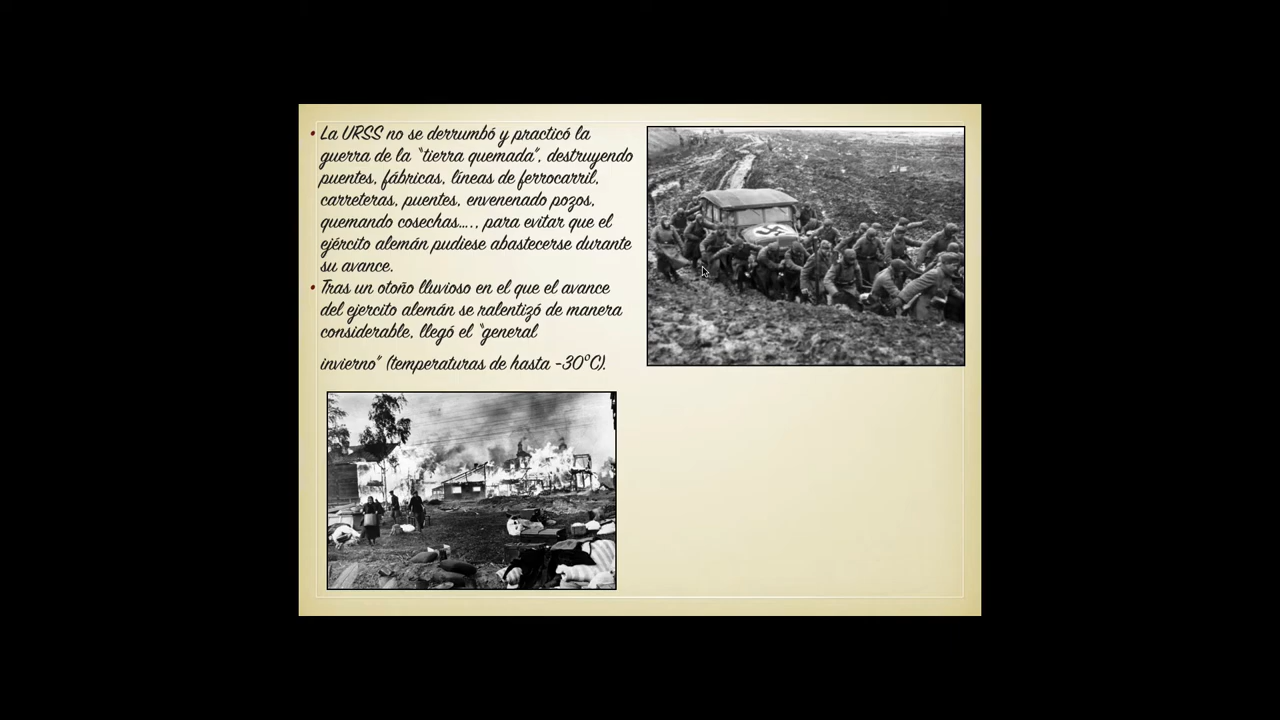 • La URSS no se derrumbó y practicó la
guerra de la "tierra quemada", destruyendo
puentes, fábricas, líneas de ferrocarril,
carreteras, puentes, envenenado pozos,
quemando cosechas...., para evitar que el
ejército alemán pudiese abastecerse durante
su avance.
• Tras un otoño lluvioso en el que el avance
del ejercito alemán se ralentizó de manera
considerable, llegó el "general
invierno" (temperaturas de hasta -30°C).